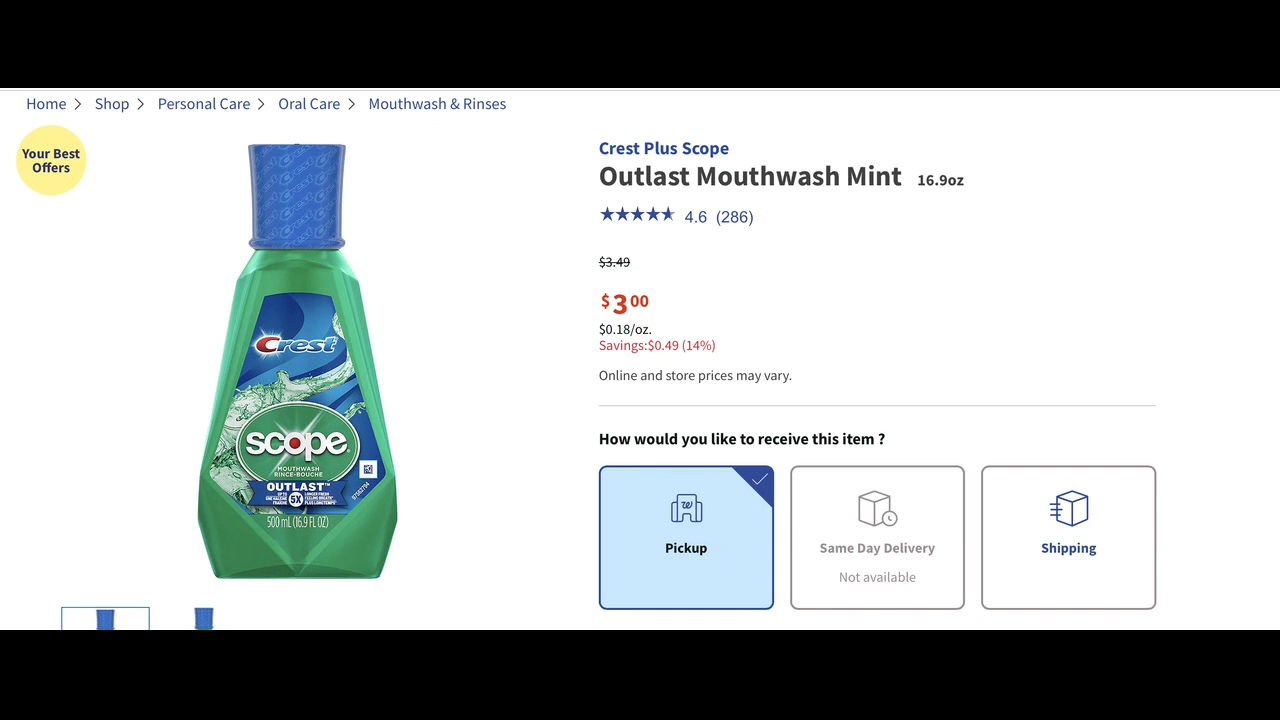 Home > Shop > Personal Care > Oral Care > Mouthwash & Rinses
Your Best
Offers
Crest
scope
MOUTHWASH
RINCE-BOUCHE
OUTLAST™
5X
500 mL (16.9 FL OZ)
Crest Plus Scope
Outlast Mouthwash Mint 16.9oz
4.6 (286)
$3.49
$3 00
$0.18/oz.
Savings:$0.49 (14%)
Online and store prices may vary.
How would you like to receive this item ?
Pickup
Same Day Delivery
Not available
Shipping